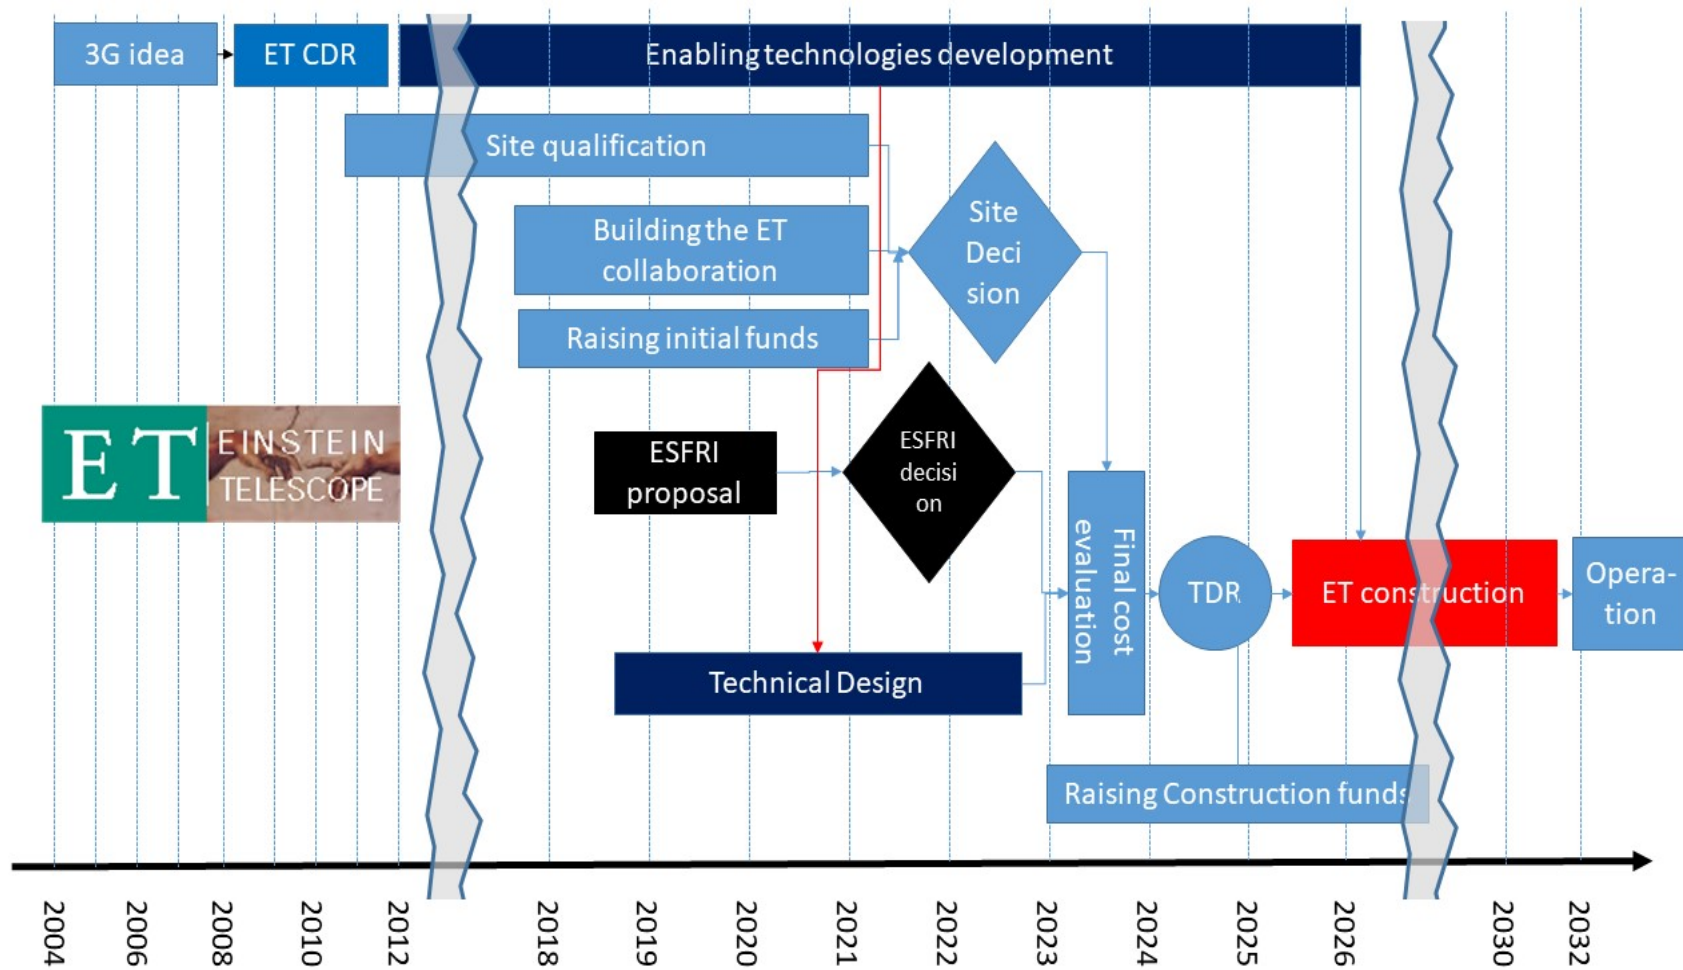 3G idea
ET CDR
Enabling technologies development
Site qualification
Building the ET
collaboration
Raising initial funds
Site
Deci
sion
ET
EINSTEIN
TELESCOPE
ESFRI
proposal
ESFRI
decisi
on
Final cost
evaluation
TDR
ET construction
Opera-
tion
Technical Design
Raising Construction funds
2004
2006
2008
2010
2012
2018
2019
2020
2021
2022
2023
2024
2025
2026
2030
2032